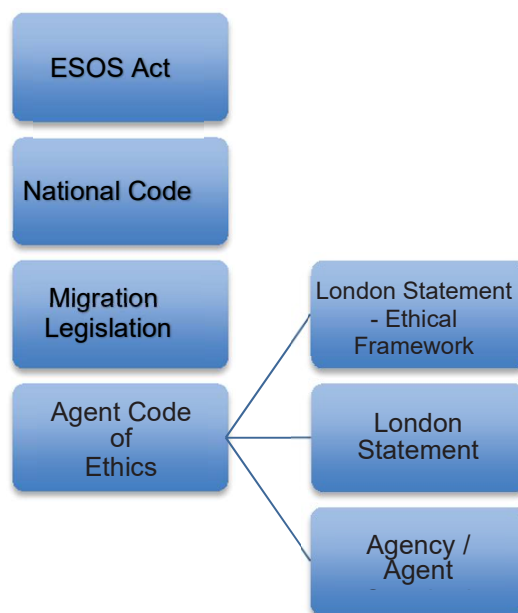 ESOS Act
National Code
Migration
Legislation
Agent Code
of
Ethics
London Statement
- Ethical
Framework
London
Statement
Agency /
Agent